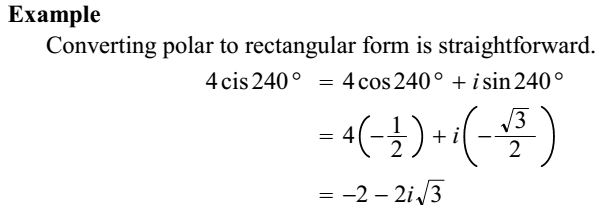 Example
Converting polar to rectangular form is straightforward.
4 cis 240° = 4 cos 240° + i sin 240°
= 4(−1/2) + i(−√3/2)
= −2 − 2i√3